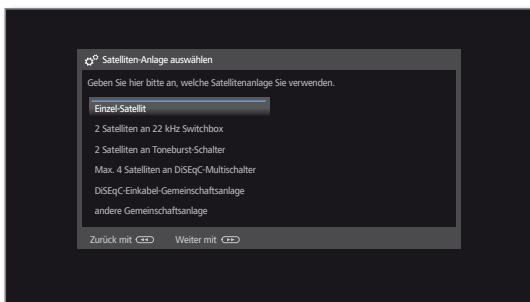 Satelliten-Anlage auswählen
Geben Sie hier bitte an, welche Satellitenanlage Sie verwenden.
Einzel-Satellit
2 Satelliten an 22 kHz Switchbox
2 Satelliten an Toneburst-Schalter
Max. 4 Satelliten an DiSEqC-Multischalter
DiSEqC-Einkabel-Gemeinschaftsanlage
andere Gemeinschaftsanlage
Zurück mit Weiter mit